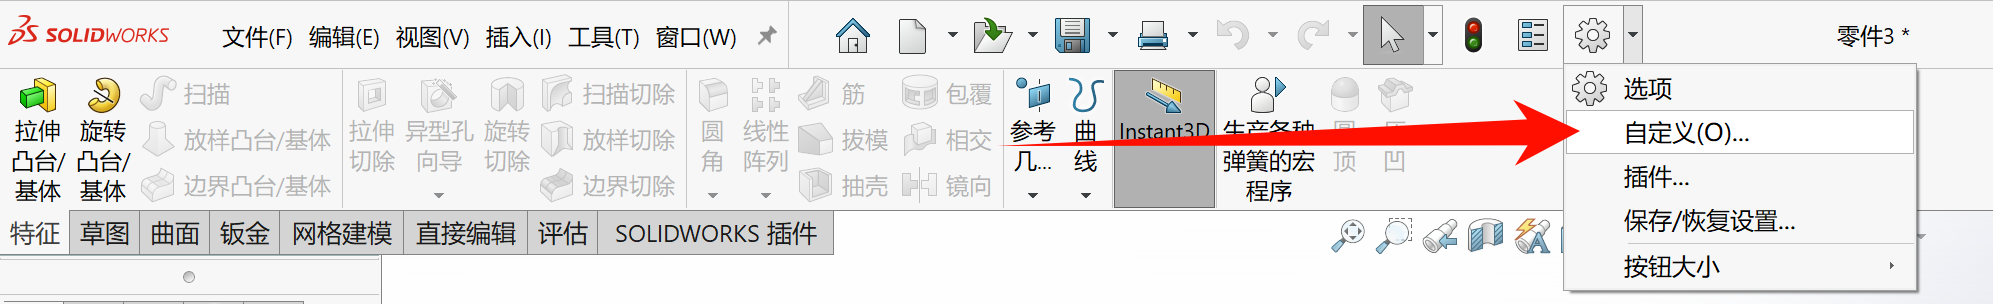 SOLIDWORKS
文件(F) 编辑(E) 视图(V) 插入(I) 工具(T) 窗口(W)
零件3 *
拉伸凸台/基体
旋转凸台/基体
扫描
放样凸台/基体
边界凸台/基体
拉伸切除
异型孔向导
旋转切除
扫描切除
放样切除
边界切除
圆角
线性阵列
筋
拔模
抽壳
包覆
相交
镜向
参考几...
曲线
Instant3D
生产各种弹簧的宏程序
顶
凹
选项
自定义(O)...
插件...
保存/恢复设置...
按钮大小
特征 草图 曲面 钣金 网格建模 直接编辑 评估 SOLIDWORKS 插件